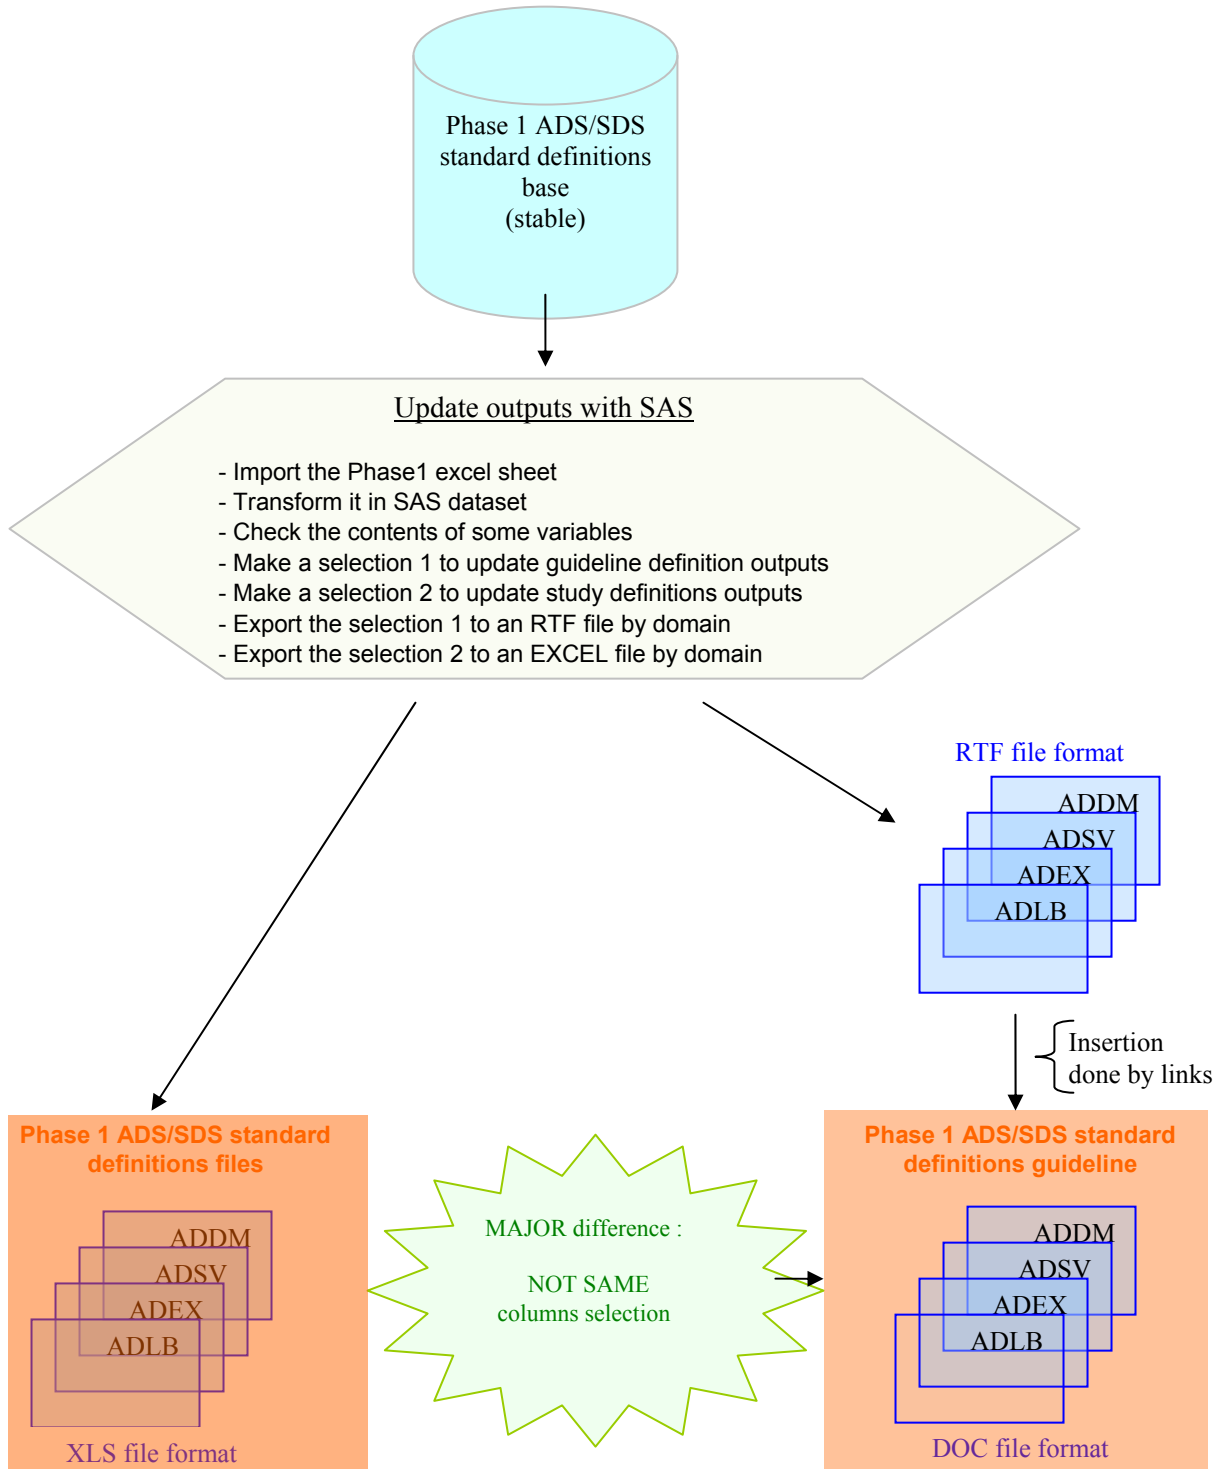 Phase 1 ADS/SDS
standard definitions
base
(stable)
Update outputs with SAS
- Import the Phase1 excel sheet
- Transform it in SAS dataset
- Check the contents of some variables
- Make a selection 1 to update guideline definition outputs
- Make a selection 2 to update study definitions outputs
- Export the selection 1 to an RTF file by domain
- Export the selection 2 to an EXCEL file by domain
RTF file format
ADDM
ADSV
ADEX
ADLB
Insertion
done by links
Phase 1 ADS/SDS standard
definitions files
ADDM
ADSV
ADEX
ADLB
XLS file format
MAJOR difference :
NOT SAME
columns selection
Phase 1 ADS/SDS standard
definitions guideline
ADDM
ADSV
ADEX
ADLB
DOC file format